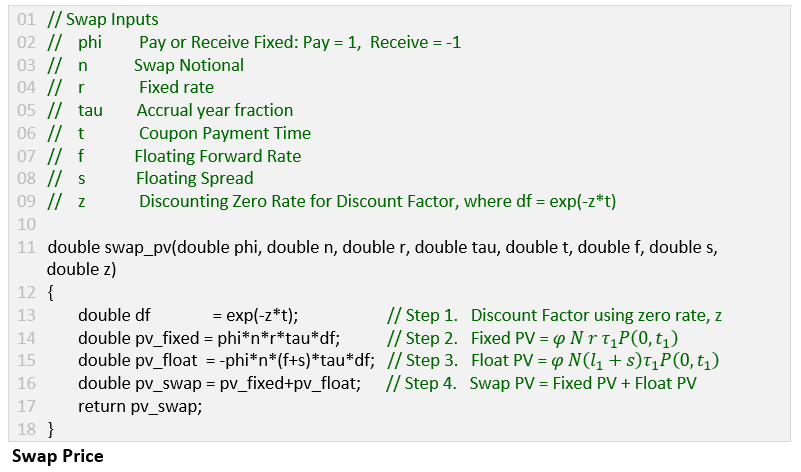 01 // Swap Inputs
02 // phi Pay or Receive Fixed: Pay = 1, Receive = -1
03 // n Swap Notional
04 // r Fixed rate
05 // tau Accrual year fraction
06 // t Coupon Payment Time
07 // f Floating Forward Rate
08 // s Floating Spread
09 // z Discounting Zero Rate for Discount Factor, where df = exp(-z*t)
10
11 double swap_pv(double phi, double n, double r, double tau, double t, double f, double s,
double z)
12 {
13 double df = exp(-z*t); // Step 1. Discount Factor using zero rate, z
14 double pv_fixed = phi*n*r*tau*df; // Step 2. Fixed PV = φ N r τ₁P(0,t₁)
15 double pv_float = -phi*n*(f+s)*tau*df; // Step 3. Float PV = φ N(l₁ + s)τ₁P(0,t₁)
16 double pv_swap = pv_fixed+pv_float; // Step 4. Swap PV = Fixed PV + Float PV
17 return pv_swap;
18 }
Swap Price